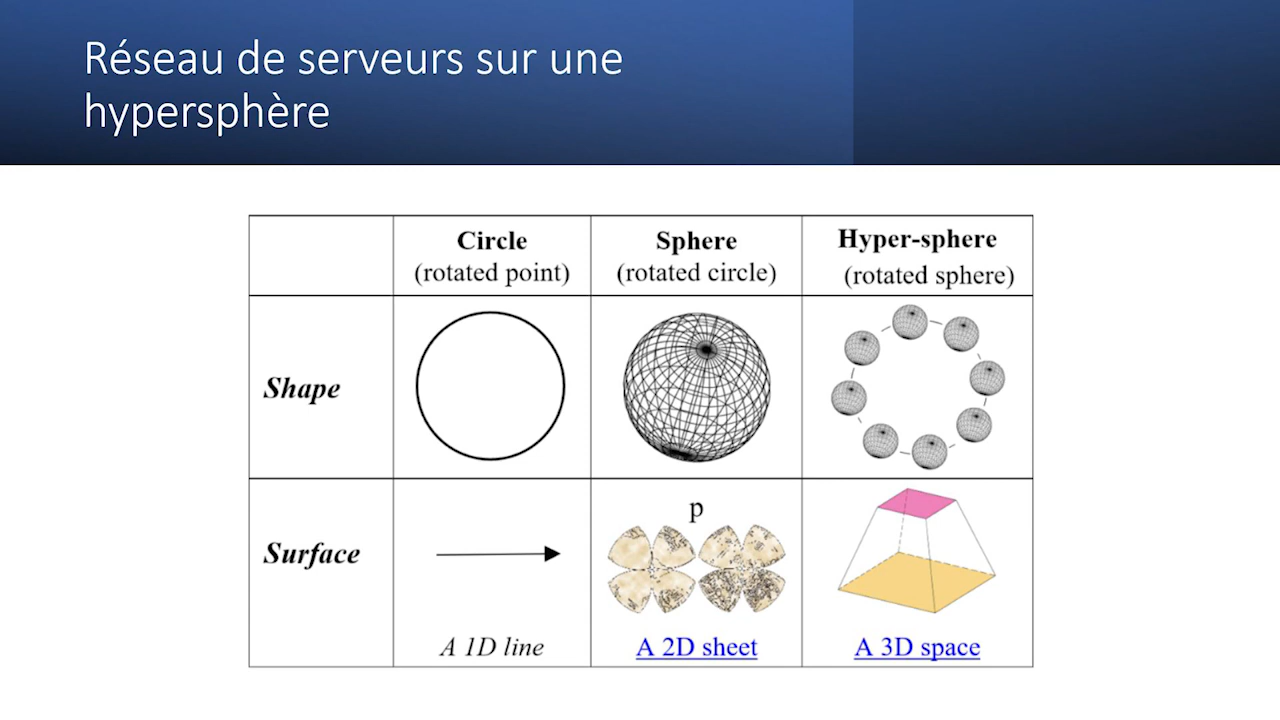 Réseau de serveurs sur une
hypersphère
Circle
(rotated point)
Sphere
(rotated circle)
Hyper-sphere
(rotated sphere)
Shape
Surface
p
A 1D line
A 2D sheet
A 3D space